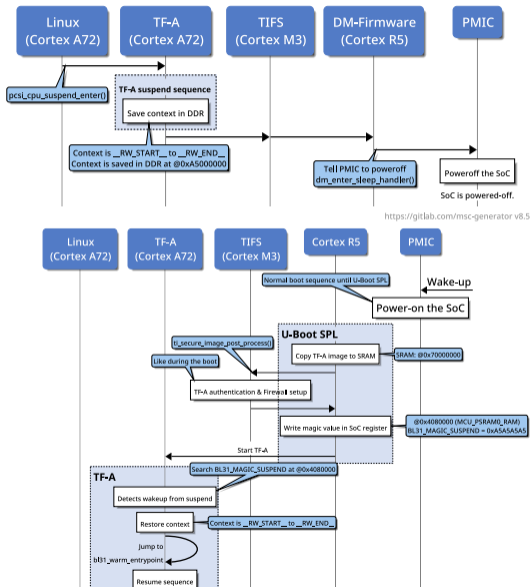 Linux
(Cortex A72)
TF-A
(Cortex A72)
TIFS
(Cortex M3)
DM-Firmware
(Cortex R5)
PMIC
pcsi_cpu_suspend_enter()
TF-A suspend sequence
Save context in DDR
Context is __RW_START__ to __RW_END__
Context is saved in DDR at @0xA5000000
Tell PMIC to poweroff
dm_enter_sleep_handler()
Poweroff the SoC
SoC is powered-off.
https://gitlab.com/msc-generator v8.5
Linux
(Cortex A72)
TF-A
(Cortex A72)
TIFS
(Cortex M3)
Cortex R5
PMIC
Normal boot sequence until U-Boot SPL
Wake-up
Power-on the SoC
U-Boot SPL
ti_secure_image_post_process()
Copy TF-A image to SRAM
SRAM: @0x70000000
Like during the boot
TF-A authentication & Firewall setup
Write magic value in SoC register
@0x4080000 (MCU_PSRAM0_RAM)
BL31_MAGIC_SUSPEND = 0xA5A5A5A5
Start TF-A
Search BL31_MAGIC_SUSPEND at @0x4080000
TF-A
Detects wakeup from suspend
Restore context
Context is __RW_START__ to __RW_END__
Jump to
bl31_warm_entrypoint
Resume sequence